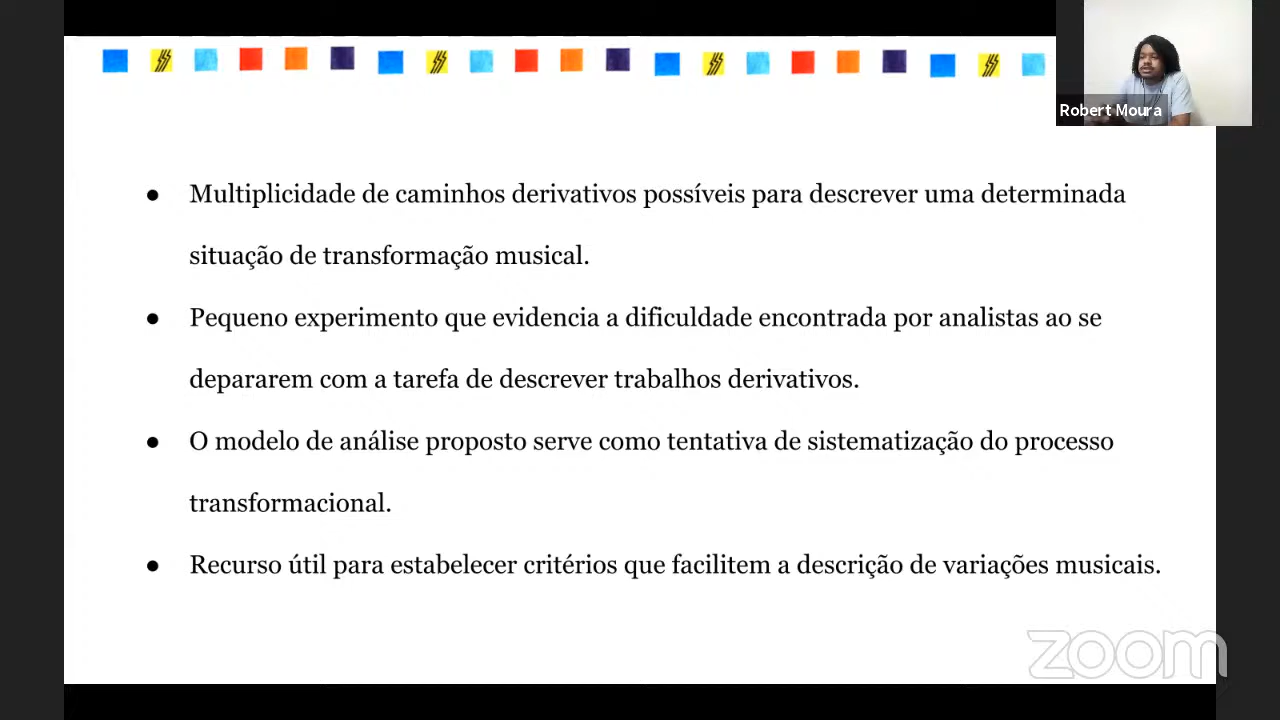 Robert Moura
● Multiplicidade de caminhos derivativos possíveis para descrever uma determinada
situação de transformação musical.
● Pequeno experimento que evidencia a dificuldade encontrada por analistas ao se
depararem com a tarefa de descrever trabalhos derivativos.
● O modelo de análise proposto serve como tentativa de sistematização do processo
transformacional.
● Recurso útil para estabelecer critérios que facilitem a descrição de variações musicais.
zoom